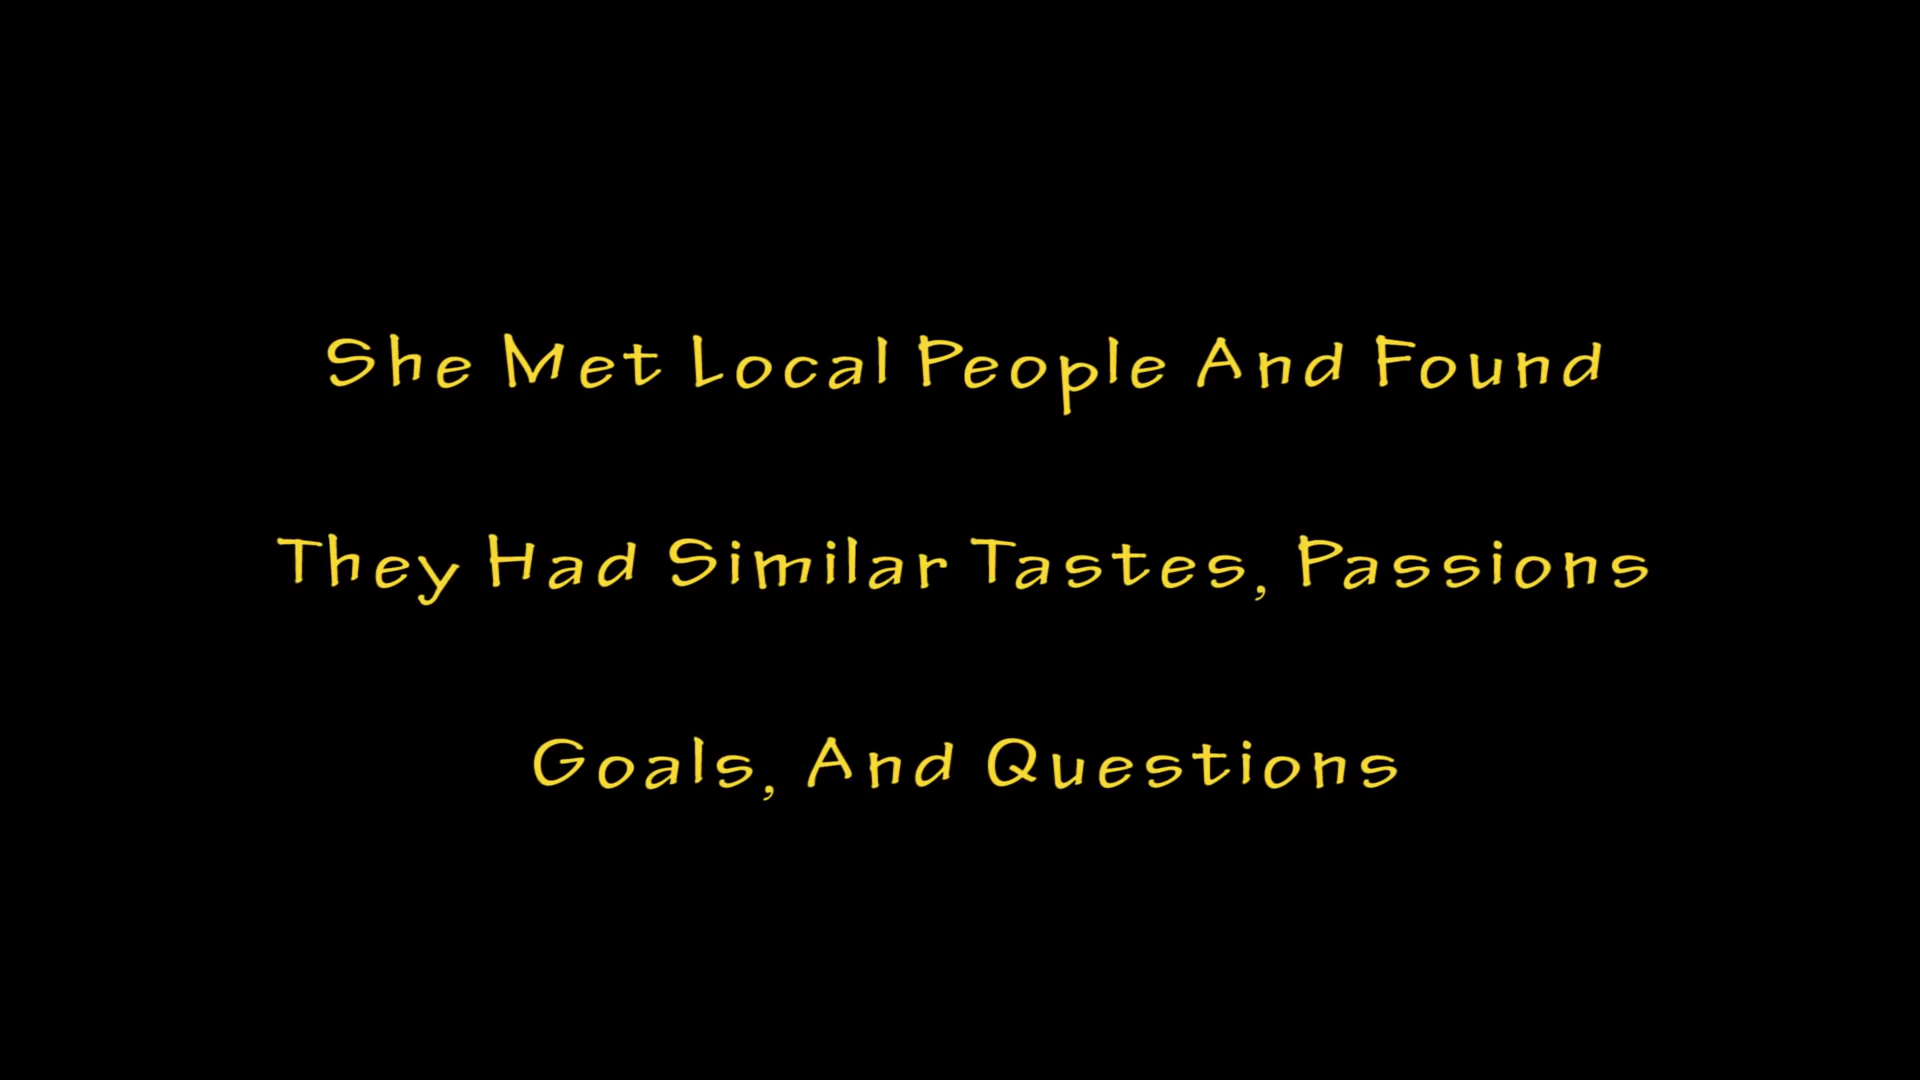 She Met Local People And Found
They Had Similar Tastes, Passions
Goals, And Questions